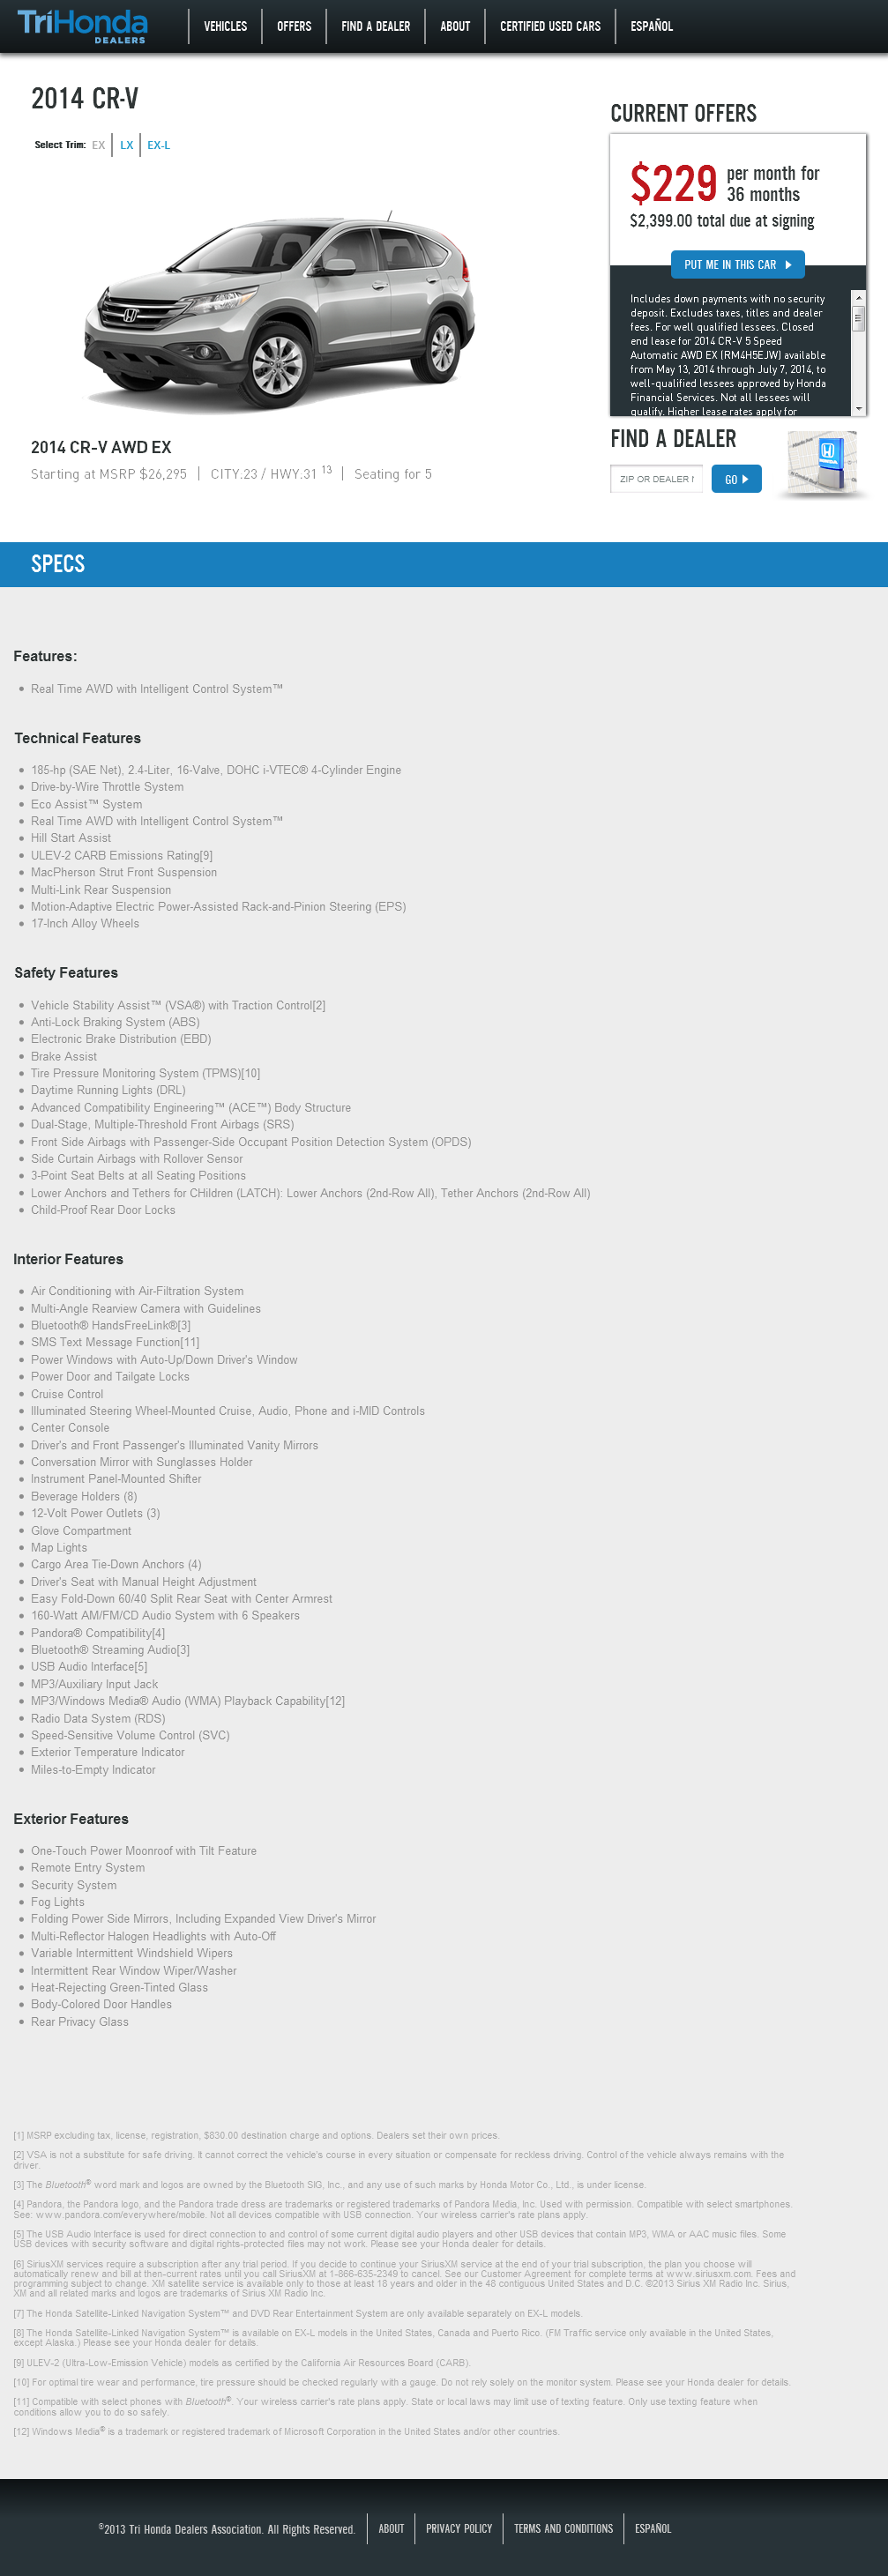 TriHonda
DEALERS
VEHICLES
OFFERS
FIND A DEALER
ABOUT
CERTIFIED USED CARS
ESPAÑOL
2014 CR-V
Select Trim: EX LX EX-L
2014 CR-V AWD EX
Starting at MSRP $26,295 | CITY.23 / HWY.31 13 | Seating for 5
CURRENT OFFERS
$229 per month for
36 months
$2,399.00 total due at signing
PUT ME IN THIS CAR
Includes down payments with no security
deposit. Excludes taxes, titles and dealer
fees. For well qualified lessees. Closed
end lease for 2014 CR-V 5 Speed
Automatic AWD EX (RM4H5EJW) available
from May 13, 2014 through July 7, 2014, to
well-qualified lessees approved by Honda
Financial Services. Not all lessees will
qualify. Higher lease rates apply for
FIND A DEALER
ZIP OR DEALER
GO
SPECS
Features:
Real Time AWD with Intelligent Control System™
Technical Features
185-hp (SAE Net), 2.4-Liter, 16-Valve, DOHC i-VTEC® 4-Cylinder Engine
Drive-by-Wire Throttle System
Eco Assist™ System
Real Time AWD with Intelligent Control System™
Hill Start Assist
ULEV-2 CARB Emissions Rating[9]
MacPherson Strut Front Suspension
Multi-Link Rear Suspension
Motion-Adaptive Electric Power-Assisted Rack-and-Pinion Steering (EPS)
17-Inch Alloy Wheels
Safety Features
Vehicle Stability Assist™ (VSA®) with Traction Control[2]
Anti-Lock Braking System (ABS)
Electronic Brake Distribution (EBD)
Brake Assist
Tire Pressure Monitoring System (TPMS)[10]
Daytime Running Lights (DRL)
Advanced Compatibility Engineering™ (ACE™) Body Structure
Dual-Stage, Multiple-Threshold Front Airbags (SRS)
Front Side Airbags with Passenger-Side Occupant Position Detection System (OPDS)
Side Curtain Airbags with Rollover Sensor
3-Point Seat Belts at all Seating Positions
Lower Anchors and Tethers for CHildren (LATCH): Lower Anchors (2nd-Row All), Tether Anchors (2nd-Row All)
Child-Proof Rear Door Locks
Interior Features
Air Conditioning with Air-Filtration System
Multi-Angle Rearview Camera with Guidelines
Bluetooth® HandsFreeLink®[3]
SMS Text Message Function[11]
Power Windows with Auto-Up/Down Driver's Window
Power Door and Tailgate Locks
Cruise Control
Illuminated Steering Wheel-Mounted Cruise, Audio, Phone and i-MID Controls
Center Console
Driver's and Front Passenger's Illuminated Vanity Mirrors
Conversation Mirror with Sunglasses Holder
Instrument Panel-Mounted Shifter
Beverage Holders (8)
12-Volt Power Outlets (3)
Glove Compartment
Map Lights
Cargo Area Tie-Down Anchors (4)
Driver's Seat with Manual Height Adjustment
Easy Fold-Down 60/40 Split Rear Seat with Center Armrest
160-Watt AM/FM/CD Audio System with 6 Speakers
Pandora® Compatibility[4]
Bluetooth® Streaming Audio[3]
USB Audio Interface[5]
MP3/Auxiliary Input Jack
MP3/Windows Media® Audio (WMA) Playback Capability[12]
Radio Data System (RDS)
Speed-Sensitive Volume Control (SVC)
Exterior Temperature Indicator
Miles-to-Empty Indicator
Exterior Features
One-Touch Power Moonroof with Tilt Feature
Remote Entry System
Security System
Fog Lights
Folding Power Side Mirrors, Including Expanded View Driver's Mirror
Multi-Reflector Halogen Headlights with Auto-Off
Variable Intermittent Windshield Wipers
Intermittent Rear Window Wiper/Washer
Heat-Rejecting Green-Tinted Glass
Body-Colored Door Handles
Rear Privacy Glass
[1] MSRP excluding tax, license, registration, $830.00 destination charge and options. Dealers set their own prices.
[2] VSA is not a substitute for safe driving. It cannot correct the vehicle's course in every situation or compensate for reckless driving. Control of the vehicle always remains with the
driver.
[3] The Bluetooth® word mark and logos are owned by the Bluetooth SIG, Inc., and any use of such marks by Honda Motor Co., Ltd., is under license.
[4] Pandora, the Pandora logo, and the Pandora trade dress are trademarks or registered trademarks of Pandora Media, Inc. Used with permission. Compatible with select smartphones.
See: www.pandora.com/everywhere/mobile. Not all devices compatible with USB connection. Your wireless carrier's rate plans apply.
[5] The USB Audio Interface is used for direct connection to and control of some current digital audio players and other USB devices that contain MP3, WMA or AAC music files. Some
USB devices with security software and digital rights-protected files may not work. Please see your Honda dealer for details.
[6] SiriusXM services require a subscription after any trial period. If you decide to continue your SiriusXM service at the end of your trial subscription, the plan you choose will
automatically renew and bill at then-current rates until you call SiriusXM at 1-866-635-2349 to cancel. See our Customer Agreement for complete terms at www.siriusxm.com. Fees and
programming subject to change. XM satellite service is available only to those at least 18 years and older in the 48 contiguous United States and D.C. ©2013 Sirius XM Radio Inc. Sirius,
XM and all related marks and logos are trademarks of Sirius XM Radio Inc.
[7] The Honda Satellite-Linked Navigation System™ and DVD Rear Entertainment System are only available separately on EX-L models.
[8] The Honda Satellite-Linked Navigation System™ is available on EX-L models in the United States, Canada and Puerto Rico. (FM Traffic service only available in the United States,
except Alaska.) Please see your Honda dealer for details.
[9] ULEV-2 (Ultra-Low-Emission Vehicle) models as certified by the California Air Resources Board (CARB).
[10] For optimal tire wear and performance, tire pressure should be checked regularly with a gauge. Do not rely solely on the monitor system. Please see your Honda dealer for details.
[11] Compatible with select phones with Bluetooth®. Your wireless carrier's rate plans apply. State or local laws may limit use of texting feature. Only use texting feature when
conditions allow you to do so safely.
[12] Windows Media® is a trademark or registered trademark of Microsoft Corporation in the United States and/or other countries.
©2013 Tri Honda Dealers Association. All Rights Reserved.
ABOUT
PRIVACY POLICY
TERMS AND CONDITIONS
ESPAÑOL